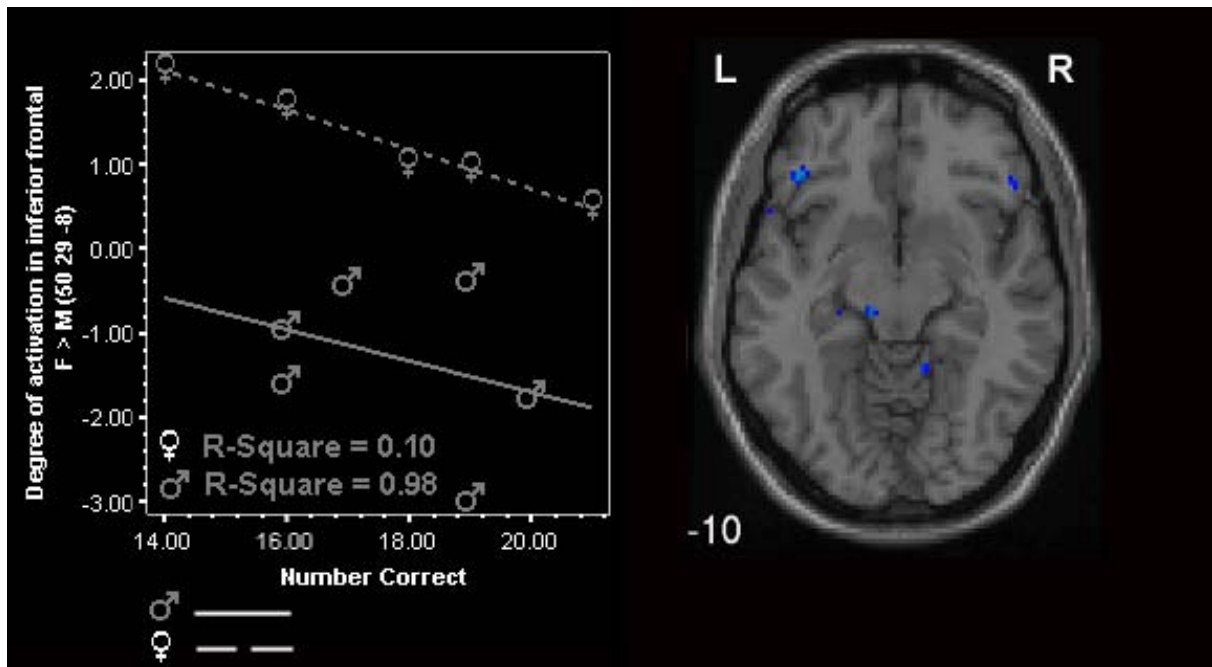 Degree of activation in inferior frontal
F > M (50 29 -8)
2.00
1.00
0.00
-1.00
-2.00
-3.00
♀ R-Square = 0.10
♂ R-Square = 0.98
14.00 16.00 18.00 20.00
Number Correct
♂
♀
L R
-10